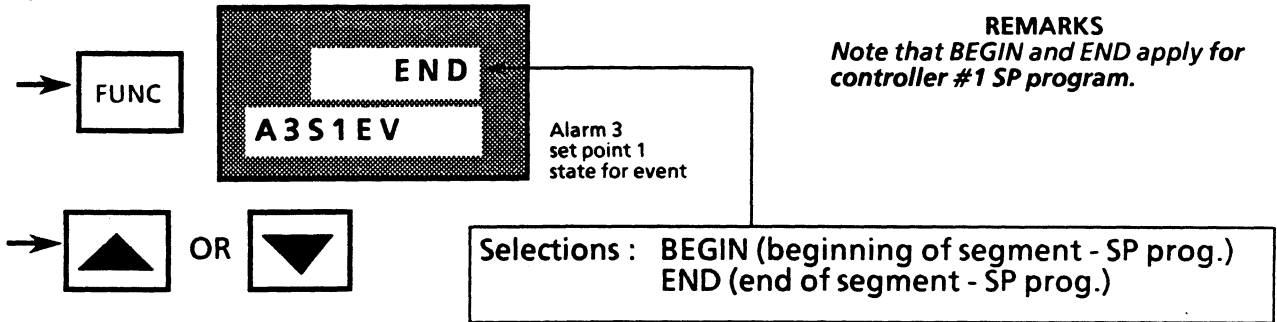 FUNC
END
A3S1EV
Alarm 3
set point 1
state for event
REMARKS
Note that BEGIN and END apply for
controller #1 SP program.
OR
Selections : BEGIN (beginning of segment - SP prog.)
END (end of segment - SP prog.)